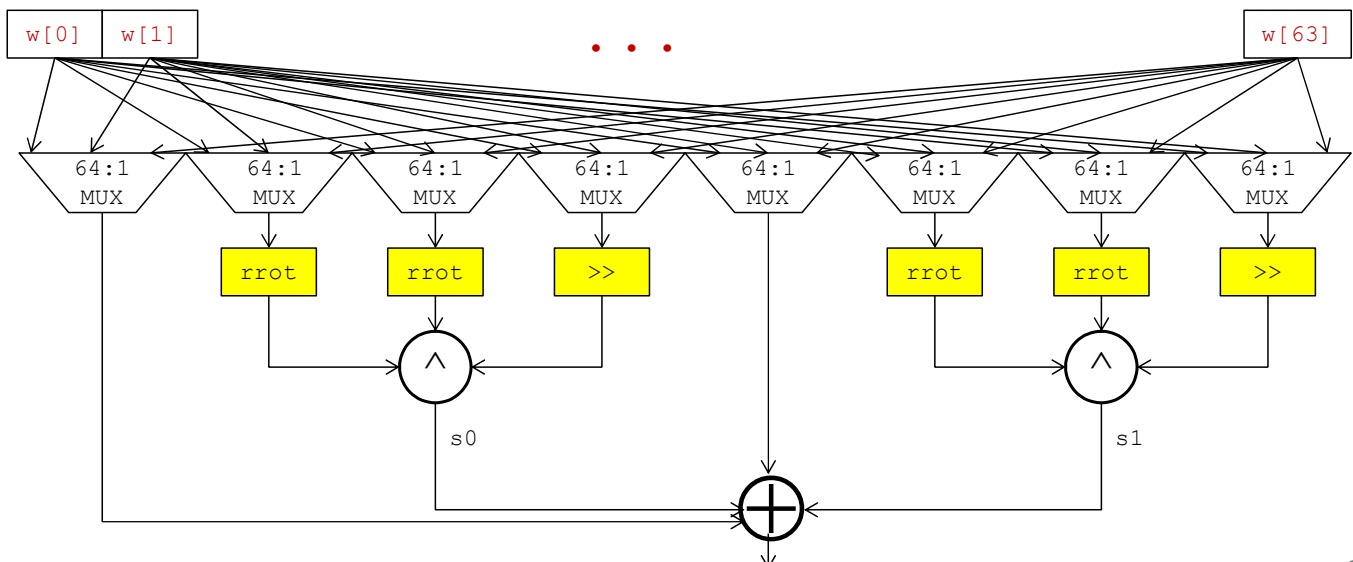 w[0] w[1] . . . w[63]
64:1 64:1 64:1 64:1 64:1 64:1 64:1 64:1
MUX MUX MUX MUX MUX MUX MUX MUX
rrot rrot >> rrot rrot >>
^ ^
s0 s1
+